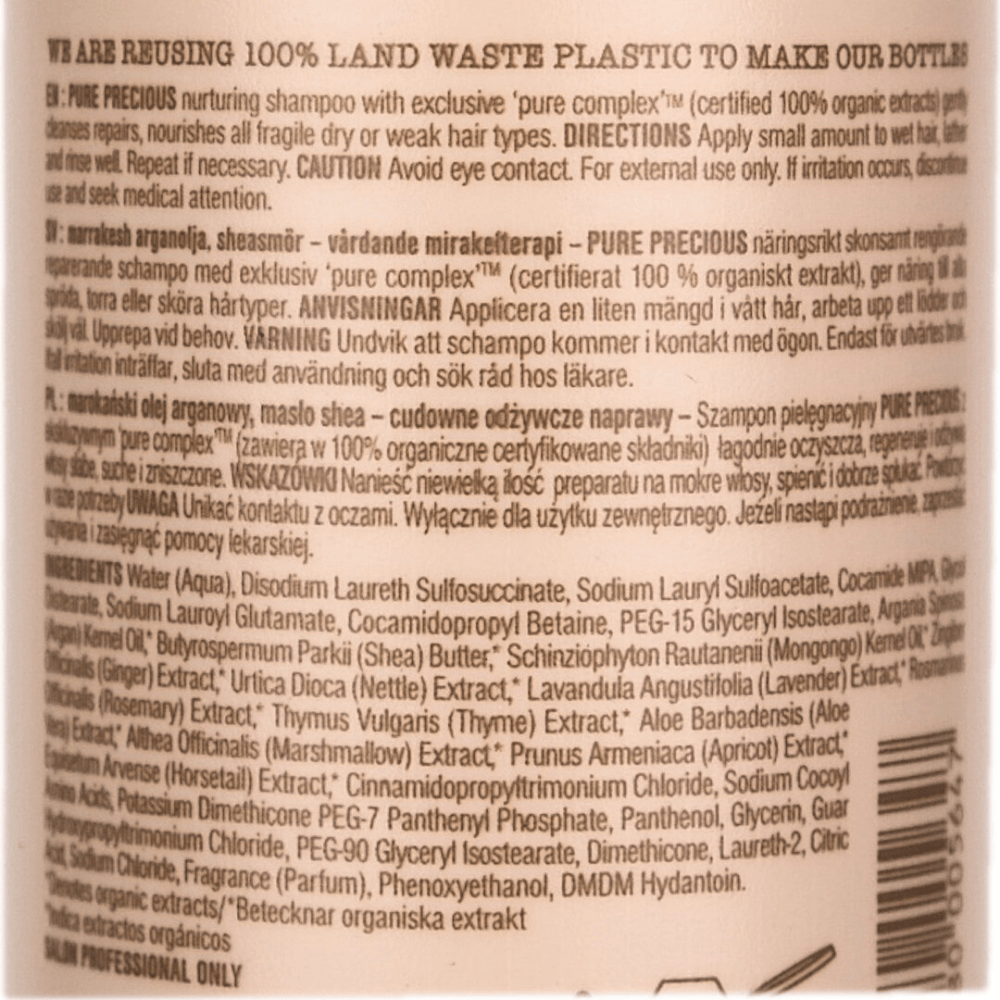 WE ARE REUSING 100% LAND WASTE PLASTIC TO MAKE OUR BOTTLES
EN : PURE PRECIOUS nurturing shampoo with exclusive 'pure complex'™ (certified 100% organic extracts) gently
cleanses repairs, nourishes all fragile dry or weak hair types. DIRECTIONS Apply small amount to wet hair, lather
and rinse well. Repeat if necessary. CAUTION Avoid eye contact. For external use only. If irritation occurs, discontinue
use and seek medical attention.
SV : marrakesh arganolja, sheasmör – vårdande mirakelterapi – PURE PRECIOUS näringsrikt skonsamt rengörande
reparerande schampo med exklusiv 'pure complex'™ (certifierat 100 % organiskt extrakt), ger näring till alla
spröda, torra eller sköra hårtyper. ANVISNINGAR Applicera en liten mängd i vått hår, arbeta upp ett lödder och
skölj väl. Upprepa vid behov. VARNING Undvik att schampo kommer i kontakt med ögon. Endast för utvärtes bruk.
Ifall irritation inträffar, sluta med användning och sök råd hos läkare.
PL : marokański olej arganowy, masło shea – cudowne odżywcze naprawy – Szampon pielęgnacyjny PURE PRECIOUS z
ekskluzywnym 'pure complex'™ (zawiera w 100% organiczne certyfikowane składniki) łagodnie oczyszcza, regeneruje i odżywia
włosy słabe, suche i zniszczone. WSKAZÓWKI Nanieść niewielką ilość preparatu na mokre włosy, spienić i dobrze spłukać. Powtórzyć
w razie potrzeby UWAGA Unikać kontaktu z oczami. Wyłącznie dla użytku zewnętrznego. Jeżeli nastąpi podrażnienie, zaprzestać
używania i zasięgnąć pomocy lekarskiej.
INGREDIENTS Water (Aqua), Disodium Laureth Sulfosuccinate, Sodium Lauryl Sulfoacetate, Cocamide MIPA, Glycol
Distearate, Sodium Lauroyl Glutamate, Cocamidopropyl Betaine, PEG-15 Glyceryl Isostearate, Argania Spinosa
(Argan) Kernel Oil,* Butyrospermum Parkii (Shea) Butter,* Schinziophyton Rautanenii (Mongongo) Kernel Oil,* Zingiber
Officinalis (Ginger) Extract,* Urtica Dioca (Nettle) Extract,* Lavandula Angustifolia (Lavender) Extract,* Rosmarinus
Officinalis (Rosemary) Extract,* Thymus Vulgaris (Thyme) Extract,* Aloe Barbadensis (Aloe
Vera) Extract,* Althea Officinalis (Marshmallow) Extract,* Prunus Armeniaca (Apricot) Extract,*
Equisetum Arvense (Horsetail) Extract,* Cinnamidopropyltrimonium Chloride, Sodium Cocoyl
Amino Acids, Potassium Dimethicone PEG-7 Panthenyl Phosphate, Panthenol, Glycerin, Guar
Hydroxypropyltrimonium Chloride, PEG-90 Glyceryl Isostearate, Dimethicone, Laureth-2, Citric
Acid, Sodium Chloride, Fragrance (Parfum), Phenoxyethanol, DMDM Hydantoin.
*Denotes organic extracts/*Betecknar organiska extrakt
*Indica extractos orgánicos
SALON PROFESSIONAL ONLY